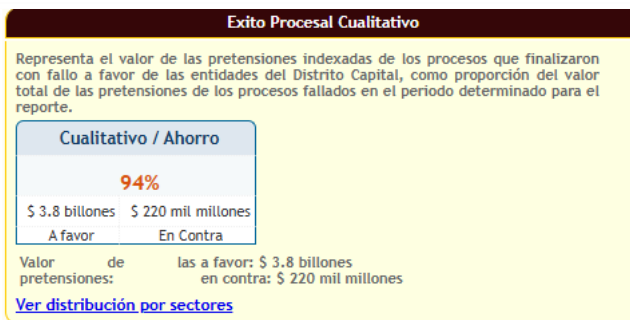 Exito Procesal Cualitativo
Representa el valor de las pretensiones indexadas de los procesos que finalizaron
con fallo a favor de las entidades del Distrito Capital, como proporción del valor
total de las pretensiones de los procesos fallados en el periodo determinado para el
reporte.
Cualitativo / Ahorro
94%
$ 3.8 billones $ 220 mil millones
A favor En Contra
Valor de las a favor: $ 3.8 billones
pretensiones: en contra: $ 220 mil millones
Ver distribución por sectores